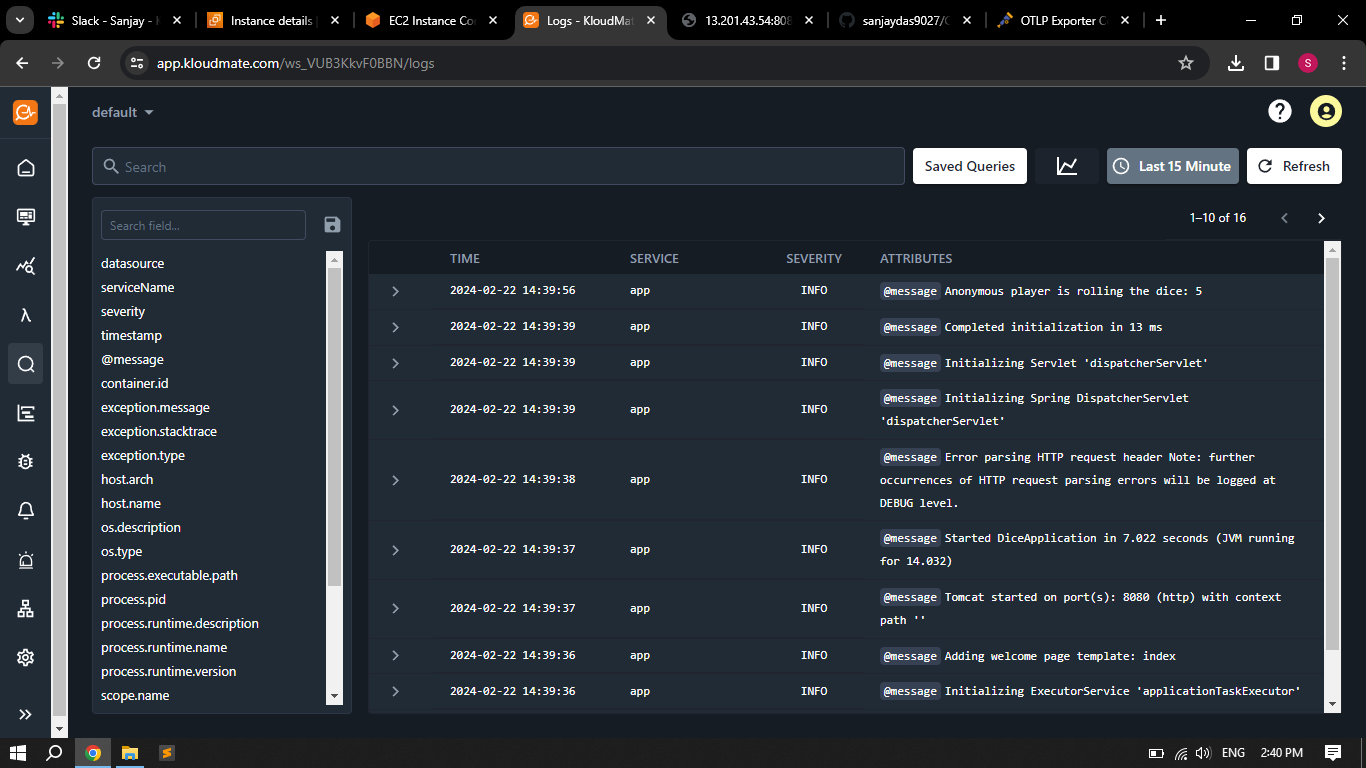 Slack - Sanjay -
Instance details
EC2 Instance Co
Logs - KloudMa
13.201.43.54:808
sanjaydas9027/
OTLP Exporter
app.kloudmate.com/ws_VUB3KkvF0BBN/logs
S
default
Search
Saved Queries
Last 15 Minute
Refresh
Search field...
1–10 of 16
datasource
serviceName
severity
timestamp
@message
container.id
exception.message
exception.stacktrace
exception.type
host.arch
host.name
os.description
os.type
process.executable.path
process.pid
process.runtime.description
process.runtime.name
process.runtime.version
scope.name
TIME SERVICE SEVERITY ATTRIBUTES
2024-02-22 14:39:56 app INFO @message Anonymous player is rolling the dice: 5
2024-02-22 14:39:39 app INFO @message Completed initialization in 13 ms
2024-02-22 14:39:39 app INFO @message Initializing Servlet 'dispatcherServlet'
2024-02-22 14:39:39 app INFO @message Initializing Spring DispatcherServlet
'dispatcherServlet'
2024-02-22 14:39:38 app INFO @message Error parsing HTTP request header Note: further
occurrences of HTTP request parsing errors will be logged at
DEBUG level.
2024-02-22 14:39:37 app INFO @message Started DiceApplication in 7.022 seconds (JVM running
for 14.032)
2024-02-22 14:39:37 app INFO @message Tomcat started on port(s): 8080 (http) with context
path ''
2024-02-22 14:39:36 app INFO @message Adding welcome page template: index
2024-02-22 14:39:36 app INFO @message Initializing ExecutorService 'applicationTaskExecutor'
ENG
2:40 PM